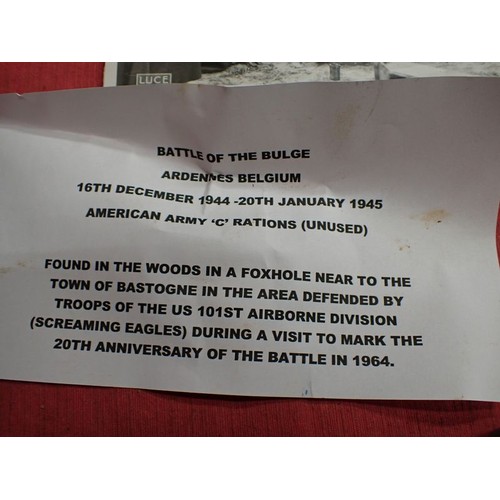 LUCE
BATTLE OF THE BULGE
ARDENNES BELGIUM
16TH DECEMBER 1944 -20TH JANUARY 1945
AMERICAN ARMY ‘C’ RATIONS (UNUSED)
FOUND IN THE WOODS IN A FOXHOLE NEAR TO THE
TOWN OF BASTOGNE IN THE AREA DEFENDED BY
TROOPS OF THE US 101ST AIRBORNE DIVISION
(SCREAMING EAGLES) DURING A VISIT TO MARK THE
20TH ANNIVERSARY OF THE BATTLE IN 1964.